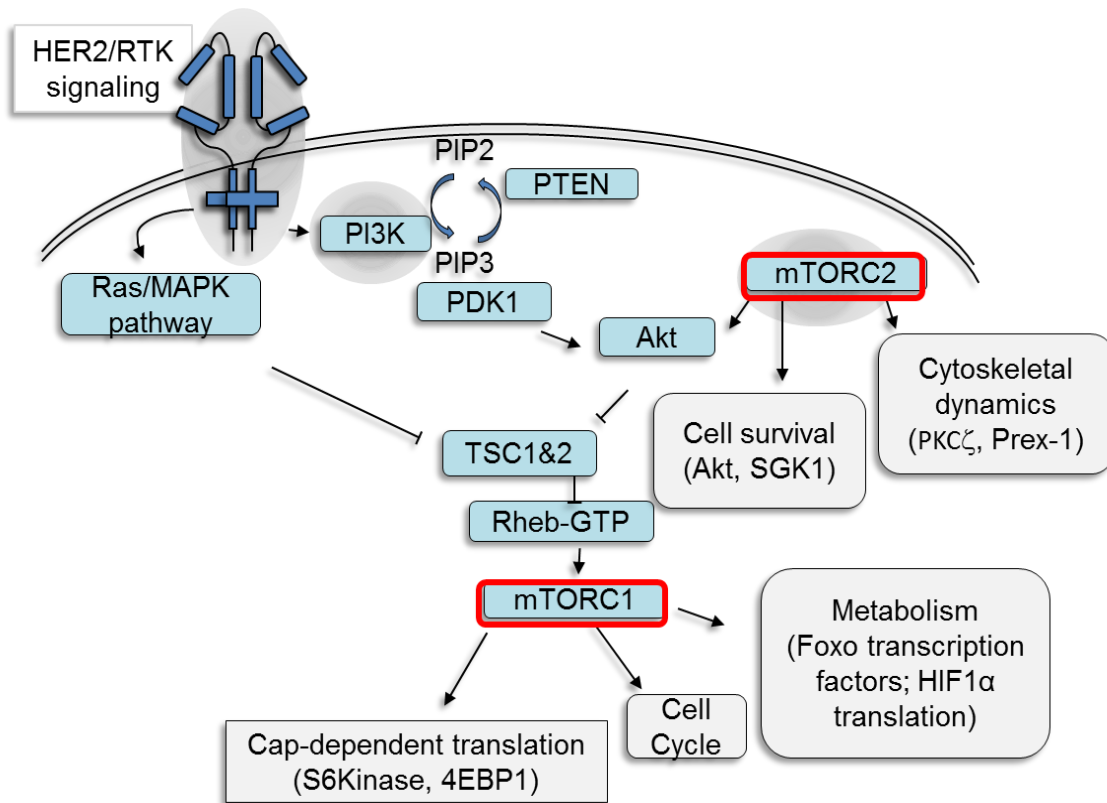 HER2/RTK
signaling
PIP2
PTEN
PI3K
PIP3
mTORC2
Ras/MAPK
pathway
PDK1
Akt
Cytoskeletal
dynamics
(PKCζ, Prex-1)
Cell survival
(Akt, SGK1)
TSC1&2
Rheb-GTP
mTORC1
Metabolism
(Foxo transcription
factors; HIF1α
translation)
Cell
Cycle
Cap-dependent translation
(S6Kinase, 4EBP1)